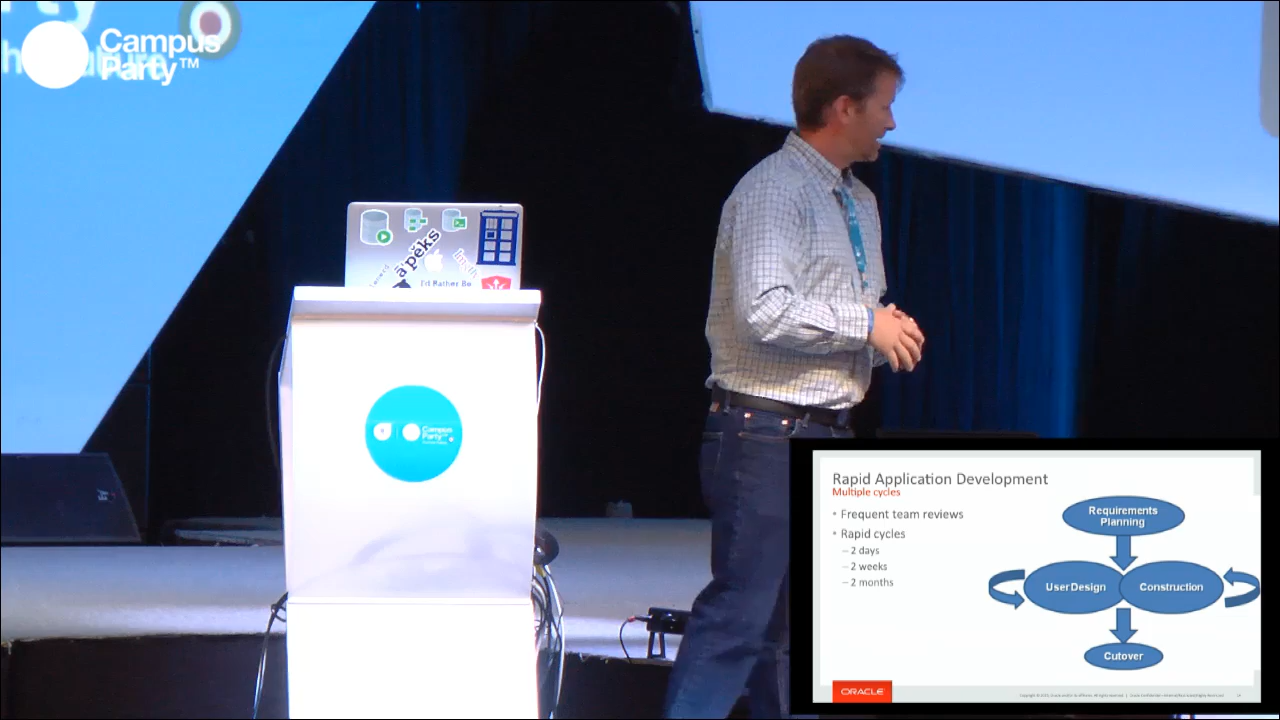 Campus
Party™
apeks
I'd Rather Be
Campus
Party
Rapid Application Development
Multiple cycles
• Frequent team reviews
• Rapid cycles
– 2 days
– 2 weeks
– 2 months
Requirements
Planning
User Design
Construction
Cutover
ORACLE